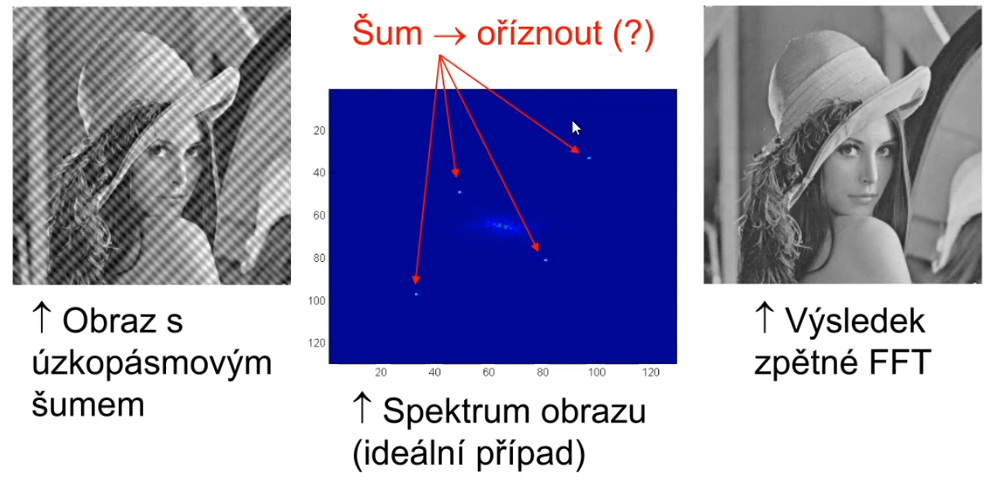 Šum → oříznout (?)
20
40
60
80
100
120
20 40 60 80 100 120
↑ Obraz s
úzkopásmovým
šumem
↑ Spektrum obrazu
(ideální případ)
↑ Výsledek
zpětné FFT